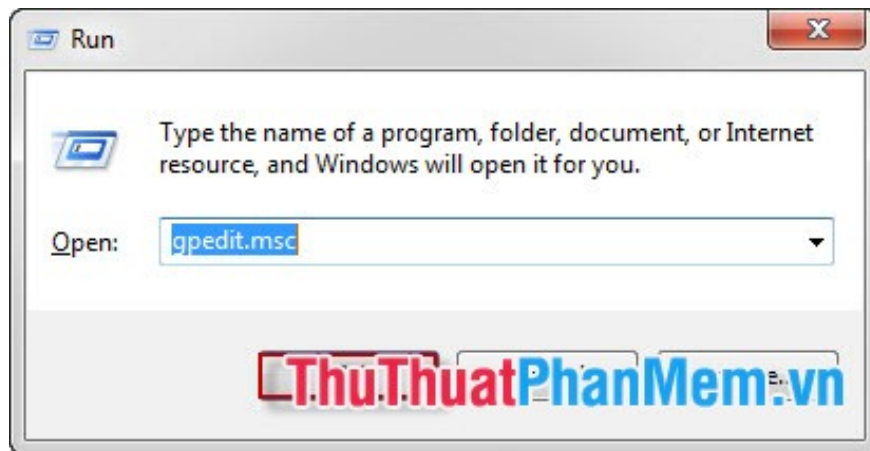 Run
Type the name of a program, folder, document, or Internet
resource, and Windows will open it for you.
Open:
gpedit.msc
ThuThuatPhanMem.vn